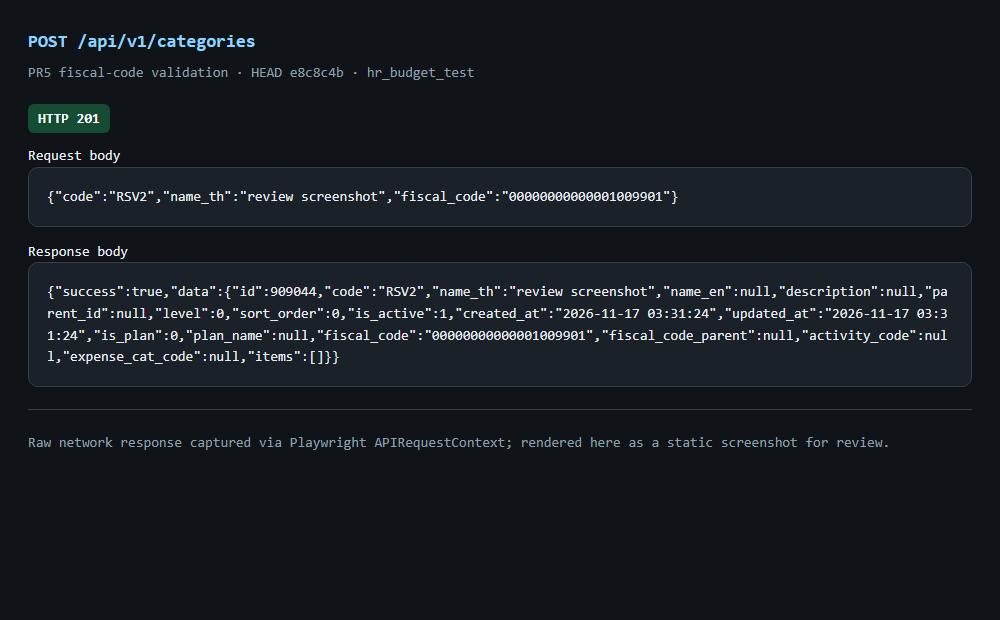 POST /api/v1/categories
PR5 fiscal-code validation · HEAD e8c8c4b · hr_budget_test
HTTP 201
Request body
{"code":"RSV2","name_th":"review screenshot","fiscal_code":"00000000000001009901"}
Response body
{"success":true,"data":{"id":909044,"code":"RSV2","name_th":"review screenshot","name_en":null,"description":null,"pa
rent_id":null,"level":0,"sort_order":0,"is_active":1,"created_at":"2026-11-17 03:31:24","updated_at":"2026-11-17 03:3
1:24","is_plan":0,"plan_name":null,"fiscal_code":"00000000000001009901","fiscal_code_parent":null,"activity_code":nul
l,"expense_cat_code":null,"items":[]}}
Raw network response captured via Playwright APIRequestContext; rendered here as a static screenshot for review.